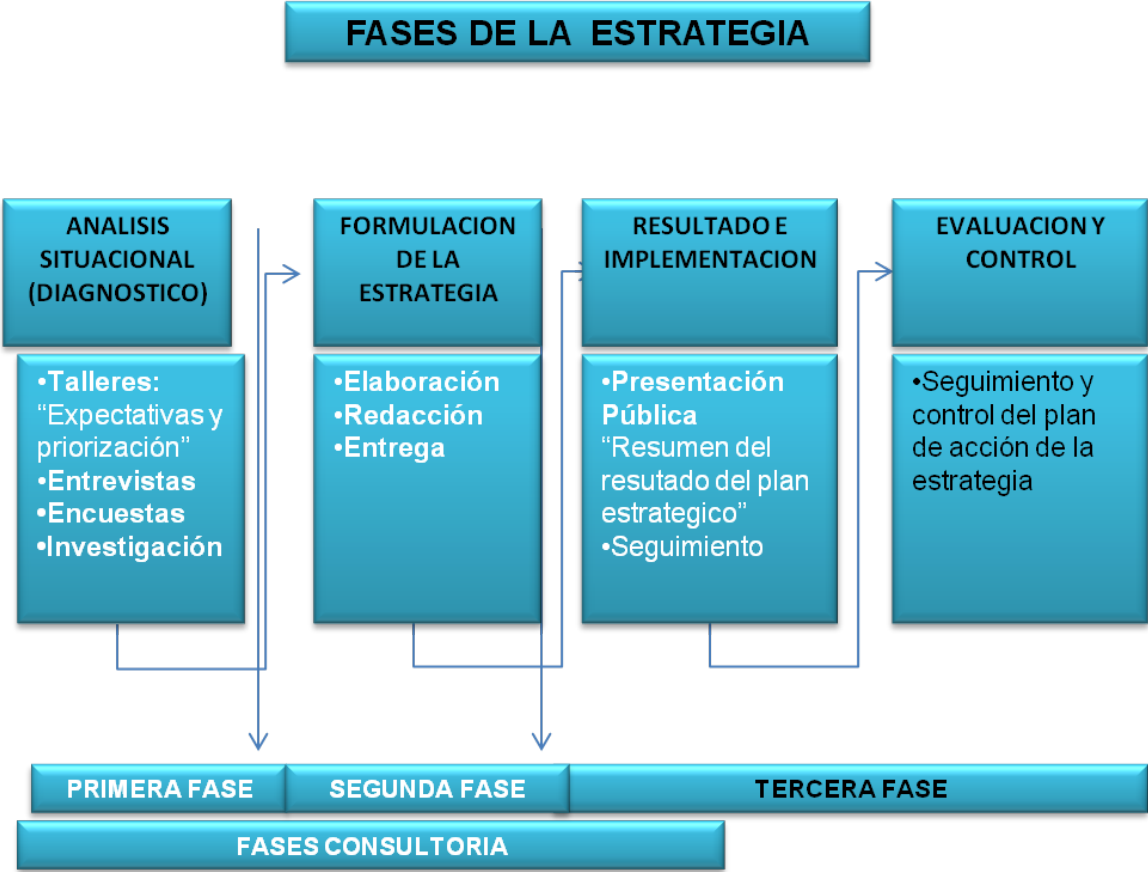 FASES DE LA ESTRATEGIA
ANALISIS
SITUACIONAL
(DIAGNOSTICO)
•Talleres:
“Expectativas y
priorización”
•Entrevistas
•Encuestas
•Investigación
FORMULACION
DE LA
ESTRATEGIA
•Elaboración
•Redacción
•Entrega
RESULTADO E
IMPLEMENTACION
•Presentación
Pública
“Resumen del
resutado del plan
estrategico”
•Seguimiento
EVALUACION Y
CONTROL
•Seguimiento y
control del plan
de acción de la
estrategia
PRIMERA FASE
SEGUNDA FASE
TERCERA FASE
FASES CONSULTORIA